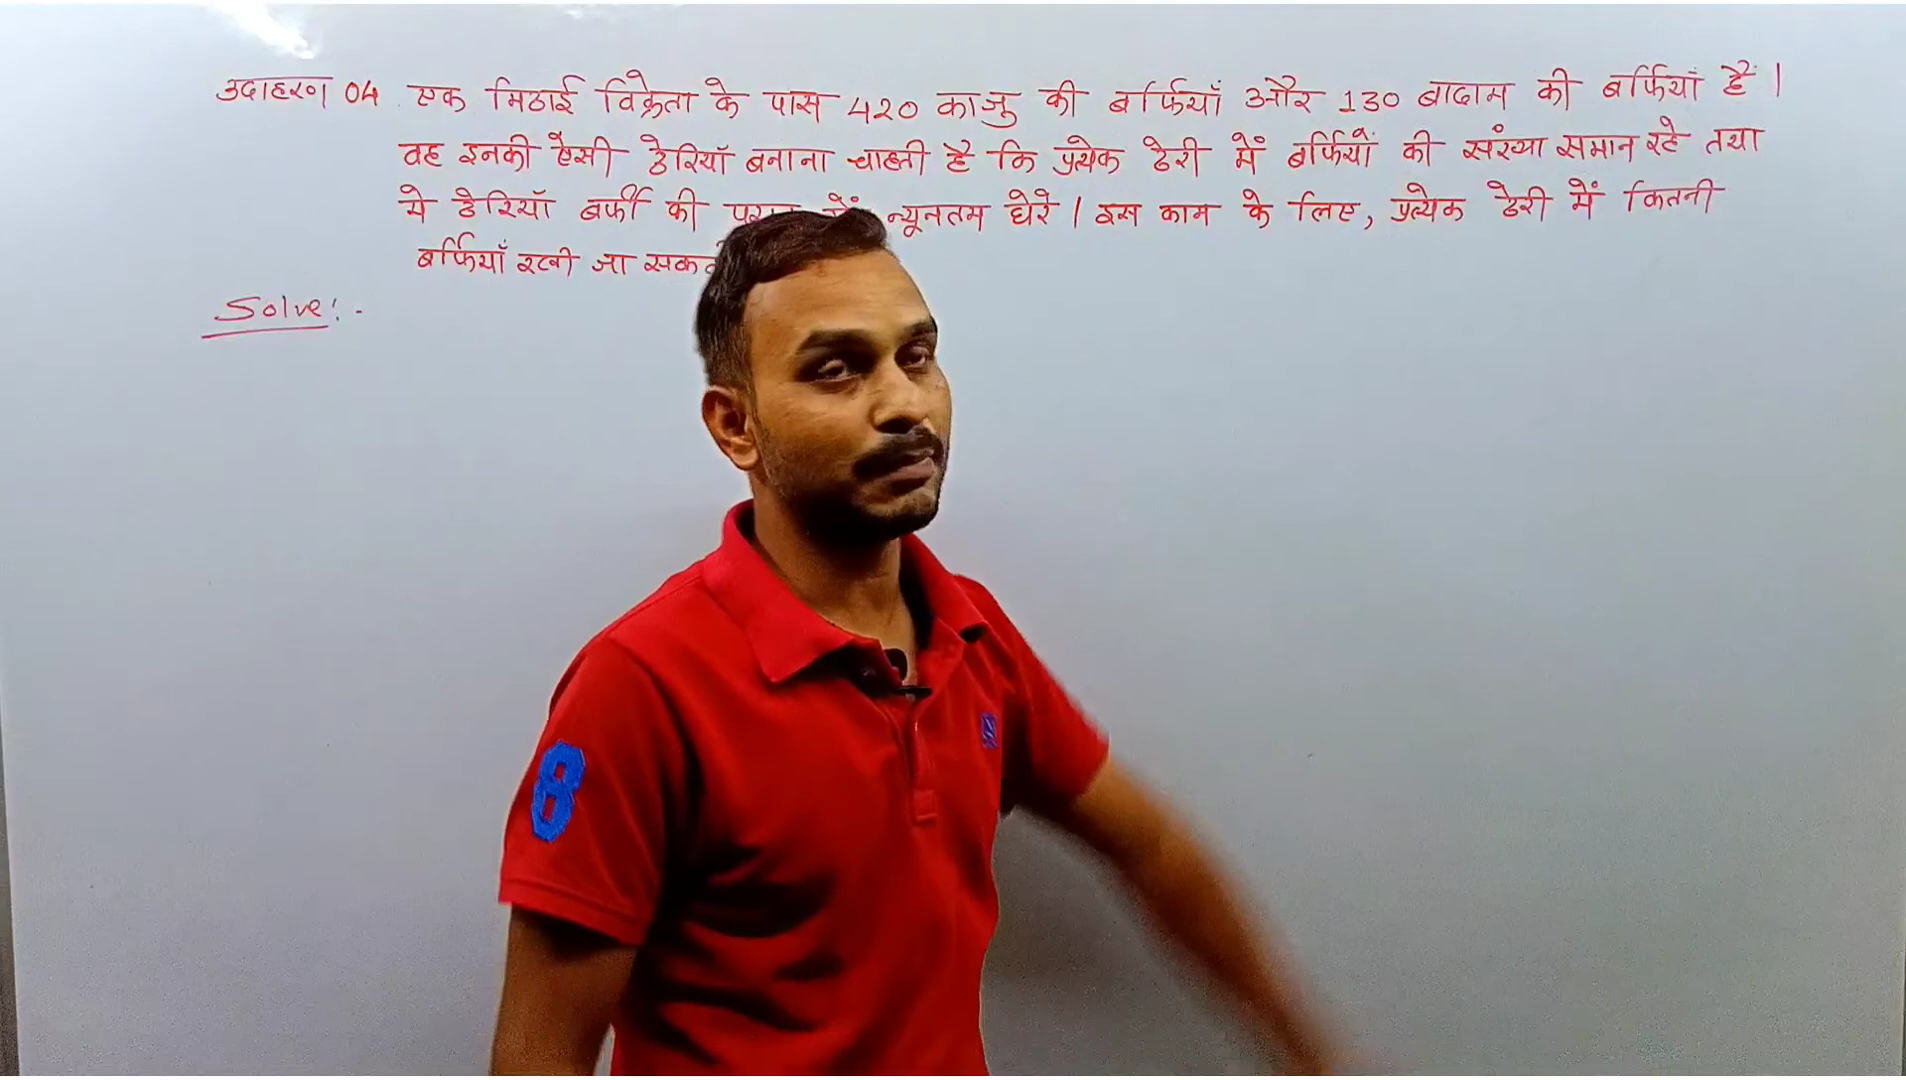 उदाहरण 04 एक मिठाई विक्रेता के पास 420 काजु की बर्फियाँ और 130 बादाम की बर्फियां हैं।
वह इनकी ऐसी ढेरियाँ बनाना चाहती है कि प्रत्येक ढेरी में बर्फियों की संख्या समान रहे तथा
ये ढेरियाँ बर्फी की में न्यूनतम घेरे। इस काम के लिए, प्रत्येक ढेरी में कितनी
बर्फियाँ रखी जा
Solve:-
8